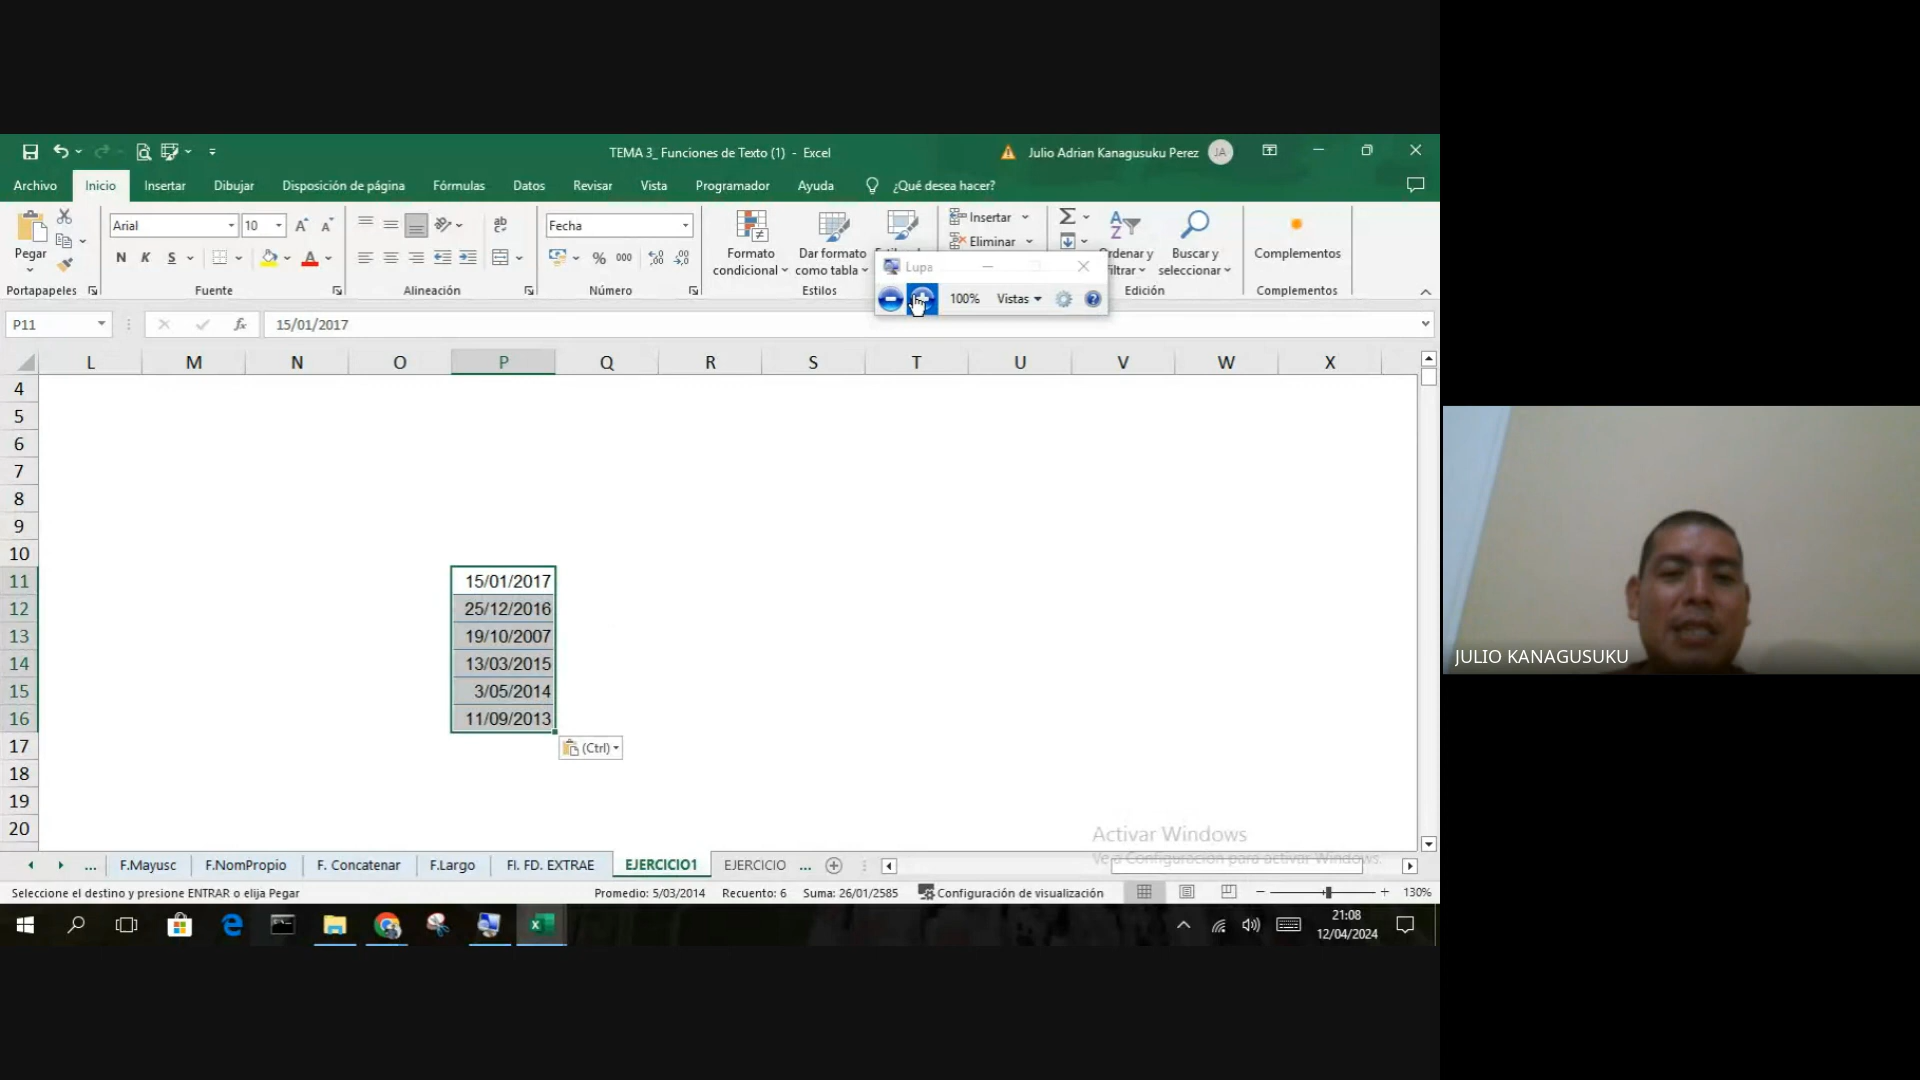 TEMA 3_ Funciones de Texto (1) - Excel
Julio Adrian Kanagusuku Perez
JA
Archivo Inicio Insertar Dibujar Disposición de página Fórmulas Datos Revisar Vista Programador Ayuda ¿Qué desea hacer?
Pegar
Arial 10
N K S
Fecha
% 000
Formato condicional
Dar formato como tabla
Insertar
Eliminar
Buscar y seleccionar
Complementos
Portapapeles Fuente Alineación Número Estilos Edición Complementos
Lupa
100% Vistas
P11
fx 15/01/2017
L M N O P Q R S T U V W X
4
5
6
7
8
9
10
11 15/01/2017
12 25/12/2016
13 19/10/2007
14 13/03/2015
15 3/05/2014
16 11/09/2013
17 (Ctrl)
18
19
20
Activar Windows
Ve a Configuración para activar Windows.
... F.Mayusc F.NomPropio F. Concatenar F.Largo FI. FD. EXTRAE EJERCICIO1 EJERCICIO ...
Seleccione el destino y presione ENTRAR o elija Pegar Promedio: 5/03/2014 Recuento: 6 Suma: 26/01/2585 Configuración de visualización 130%
21:08
12/04/2024
JULIO KANAGUSUKU